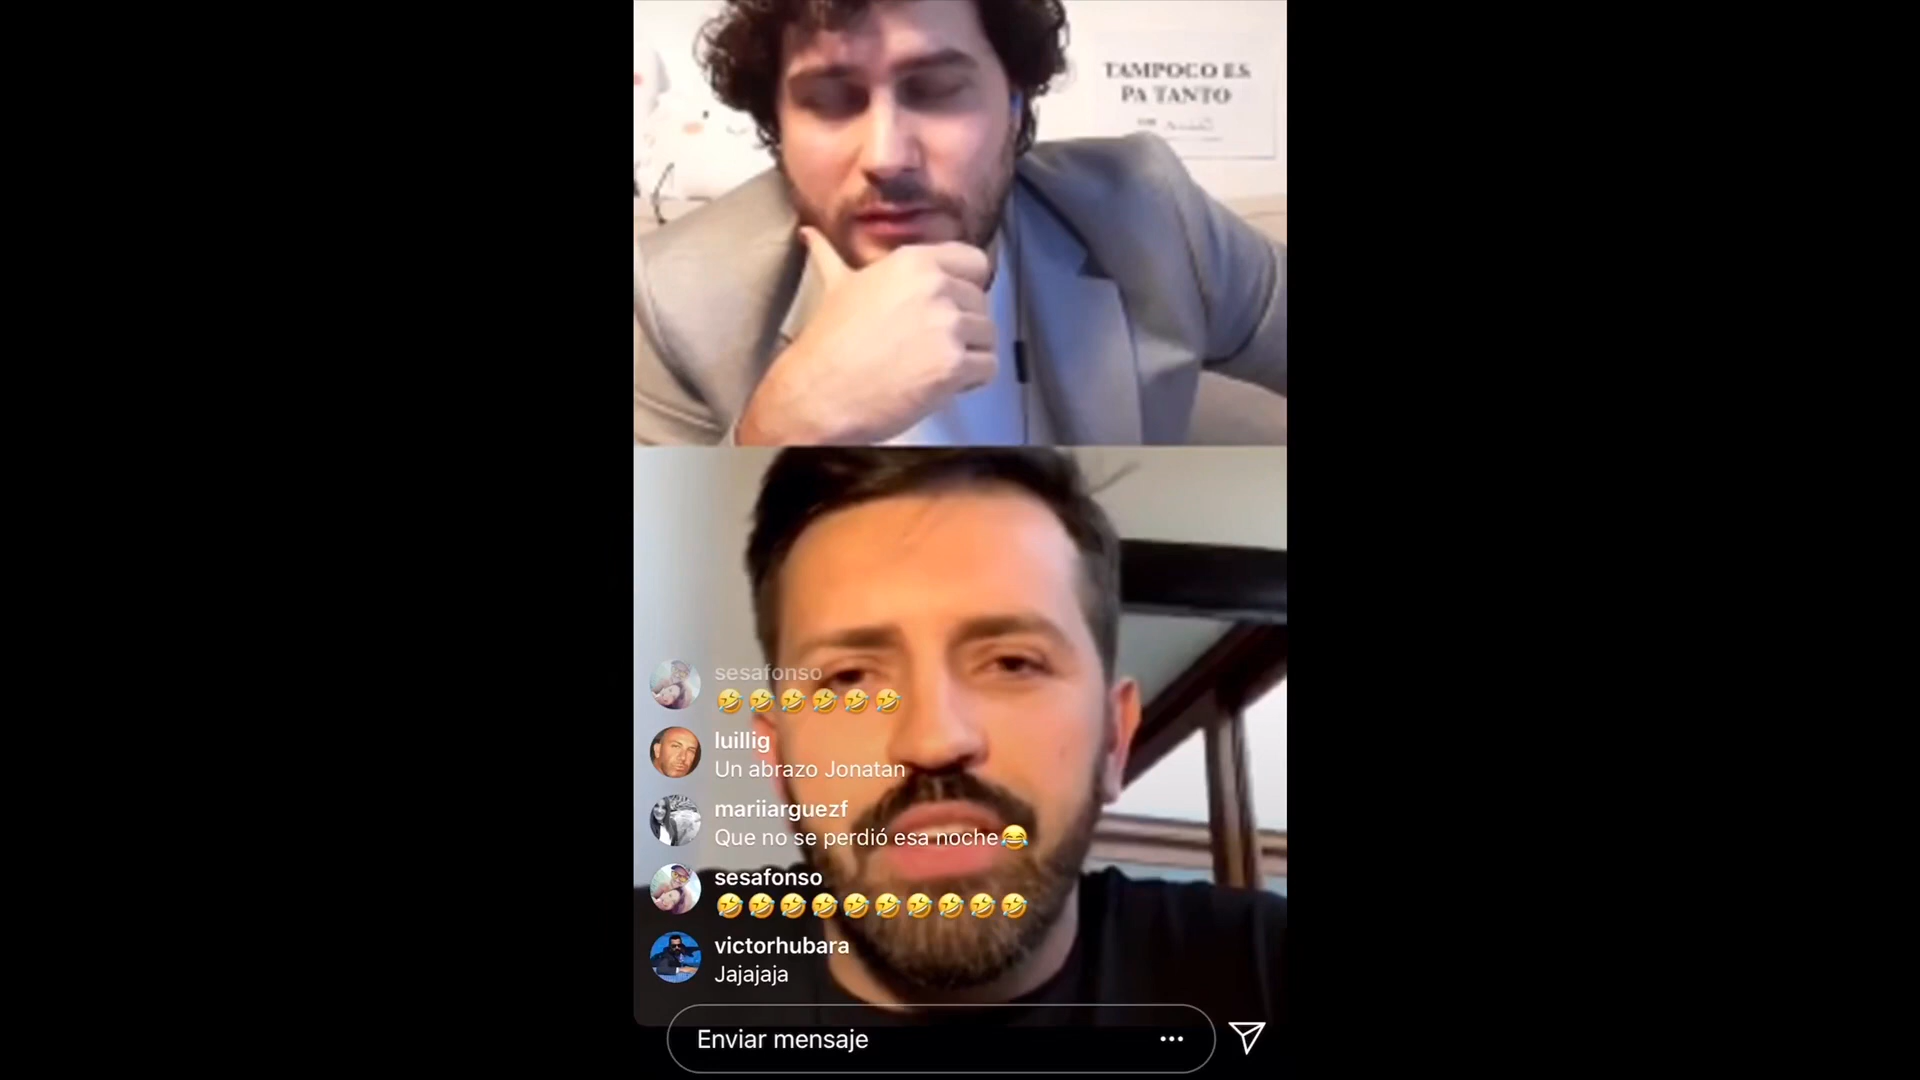 TAMPOCO ES
PA TANTO
sesafonso
🤣🤣🤣🤣🤣🤣
luillig
Un abrazo Jonatan
mariiarguezf
Que no se perdió esa noche😂
sesafonso
🤣🤣🤣🤣🤣🤣🤣🤣🤣🤣
victorhubara
Jajajaja
Enviar mensaje